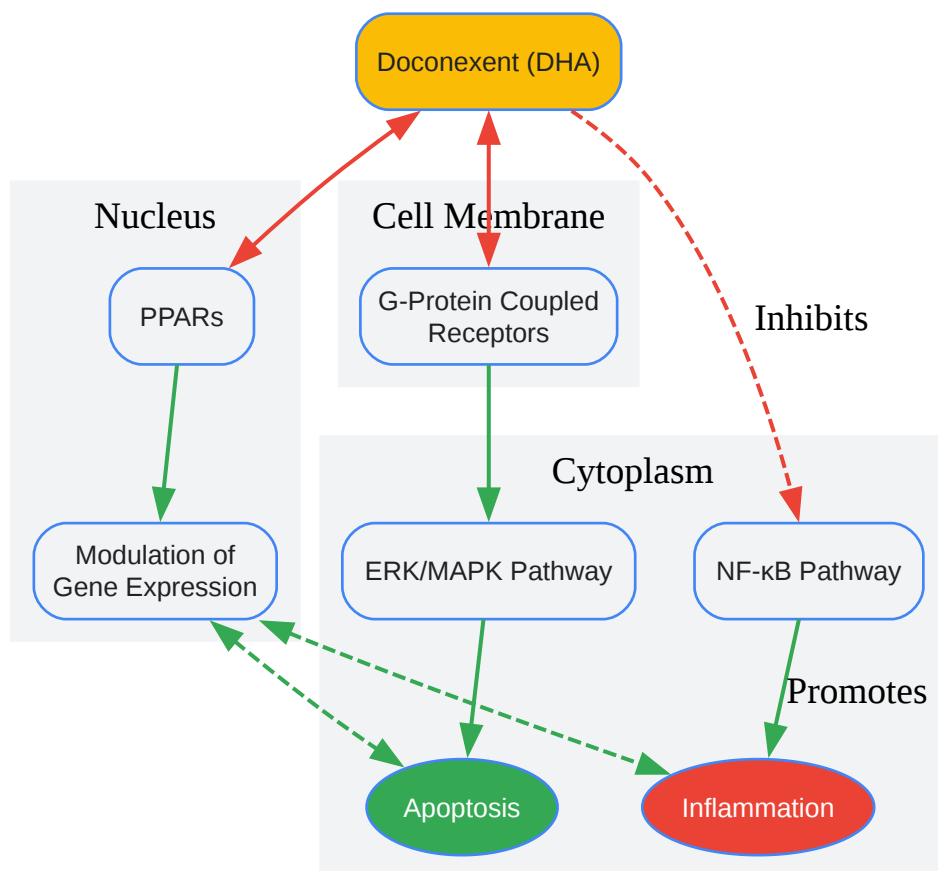 Doconexent (DHA)
Nucleus
Cell Membrane
PPARs
G-Protein Coupled
Receptors
Inhibits
Cytoplasm
Modulation of
Gene Expression
ERK/MAPK Pathway
NF-κB Pathway
Promotes
Apoptosis
Inflammation